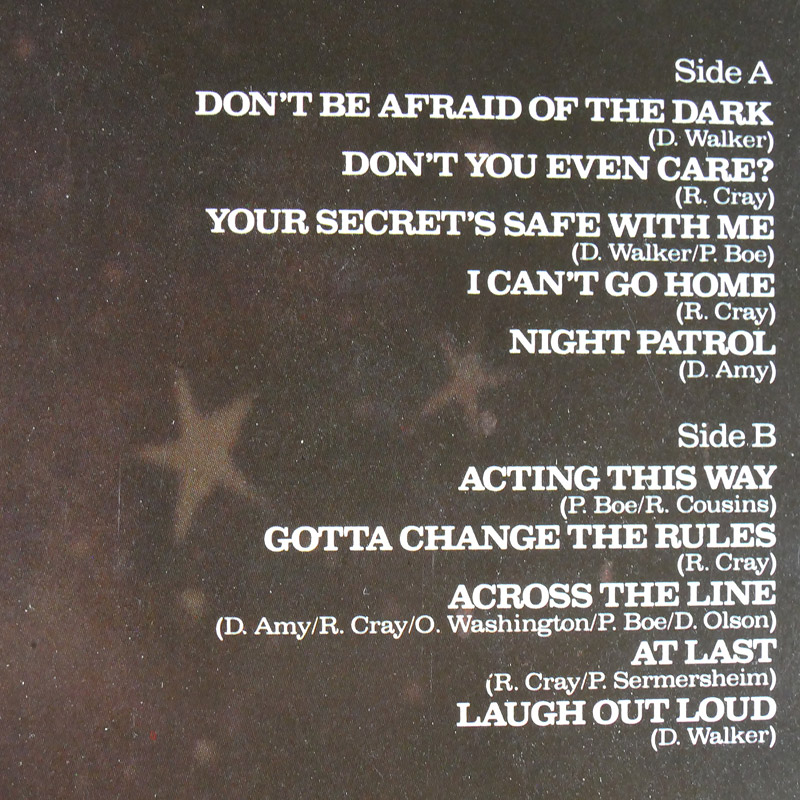 Side A
DON'T BE AFRAID OF THE DARK
(D. Walker)
DON'T YOU EVEN CARE?
(R. Cray)
YOUR SECRET'S SAFE WITH ME
(D. Walker/P. Boe)
I CAN'T GO HOME
(R. Cray)
NIGHT PATROL
(D. Amy)
Side B
ACTING THIS WAY
(P. Boe/R. Cousins)
GOTTA CHANGE THE RULES
(R. Cray)
ACROSS THE LINE
(D. Amy/R. Cray/O. Washington/P. Boe/D. Olson)
AT LAST
(R. Cray/P. Sermersheim)
LAUGH OUT LOUD
(D. Walker)